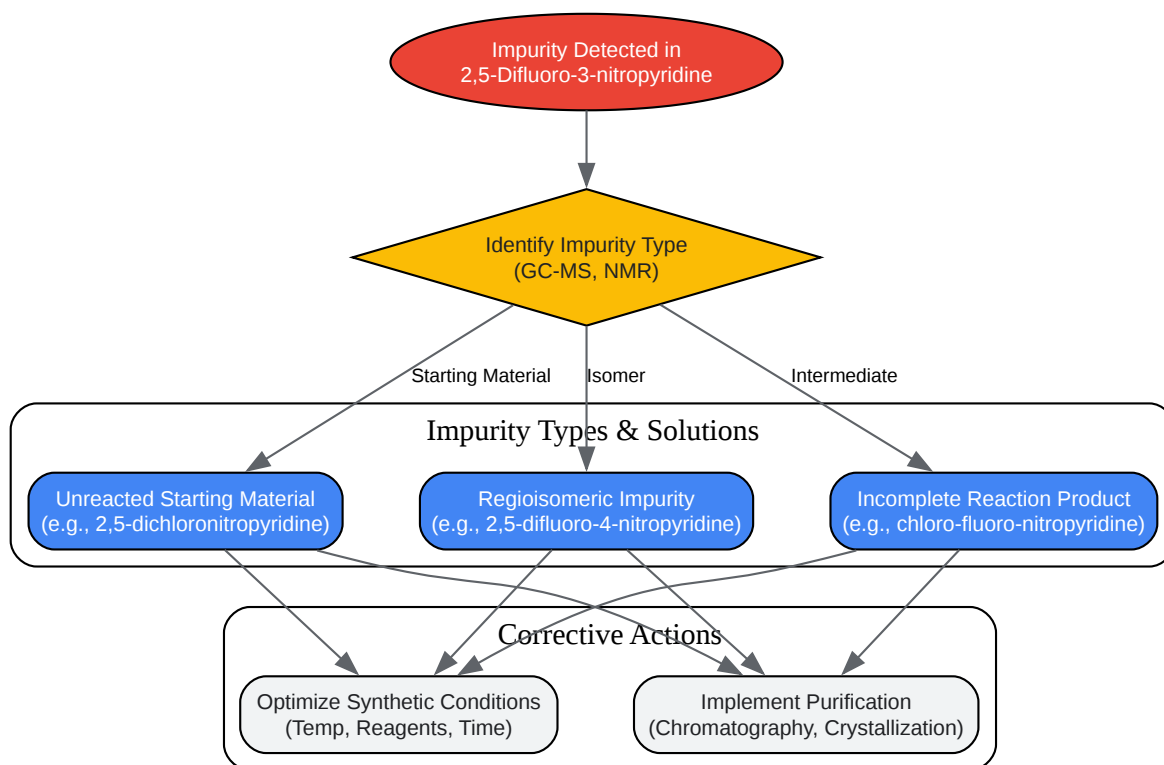 Impurity Detected in
2,5-Difluoro-3-nitropyridine
Identify Impurity Type
(GC-MS, NMR)
Starting Material
Isomer
Intermediate
Impurity Types & Solutions
Unreacted Starting Material
(e.g., 2,5-dichloronitropyridine)
Regioisomeric Impurity
(e.g., 2,5-difluoro-4-nitropyridine)
Incomplete Reaction Product
(e.g., chloro-fluoro-nitropyridine)
Corrective Actions
Optimize Synthetic Conditions
(Temp, Reagents, Time)
Implement Purification
(Chromatography, Crystallization)